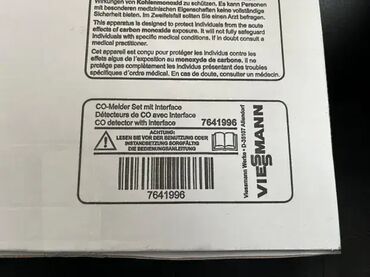 Wirkungen von Kohlenmonoxid zu schützen. Es kann Personen
mit besonderen medizinischen Eigenschaften keine vollständige
Sicherheit bieten. Im Zweifelsfall sollten Sie einen Arzt befragen.
This apparatus is designed to protect individuals from the acute
effects of carbon monoxide exposure. It will not fully safeguard
individuals with specific medical conditions. If in doubt consult a
medical practitioner.
Cet appareil est conçu pour protéger les individus contre les
effets aigus de l'exposition au monoxyde de carbone. Il ne
protège pas complètement les individus présentant des troubles
spécifiques d'ordre médical. En cas de doute, consulter un médecin.
CO-Melder Set mit Interface
Détecteurs de CO avec Interface
CO detector with Interface 7641996
ACHTUNG:
LESEN SIE VOR DER BENUTZUNG ODER
INSTANDSETZUNG SORGFÄLTIG
DIE BEDIENUNGSANLEITUNG
7641996
VIESMANN
Viessmann Werke • D-35107 Allendorf